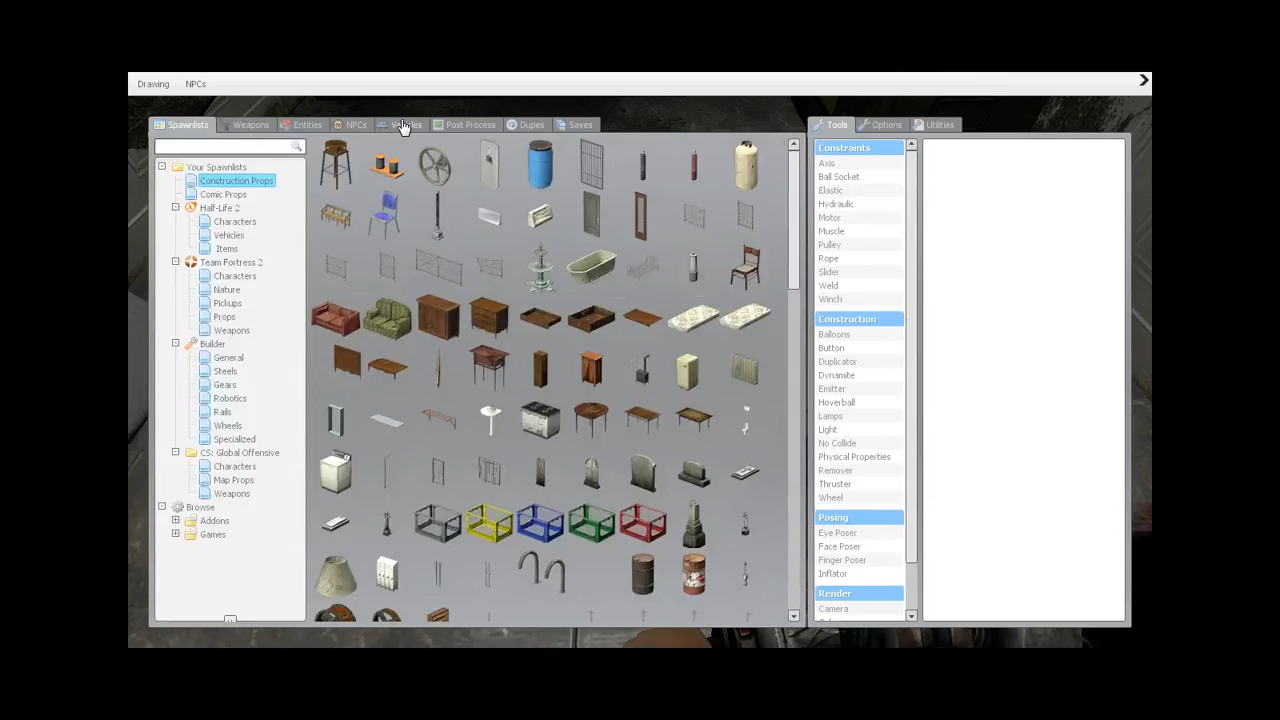 Drawing NPCs
Spawnlists Weapons Entities NPCs Vehicles Post Process Dupes Saves
Your Spawnlists
Construction Props
Comic Props
Half-Life 2
Characters
Vehicles
Items
Team Fortress 2
Characters
Nature
Pickups
Props
Weapons
Builder
General
Steels
Gears
Robotics
Rails
Wheels
Specialized
CS: Global Offensive
Characters
Map Props
Weapons
Browse
Addons
Games
Tools Options Utilities
Constraints
Axis
Ball Socket
Elastic
Hydraulic
Motor
Muscle
Pulley
Rope
Slider
Weld
Winch
Construction
Balloons
Button
Duplicator
Dynamite
Emitter
Hoverball
Lamps
Light
No Collide
Physical Properties
Remover
Thruster
Wheel
Posing
Eye Poser
Face Poser
Finger Poser
Inflator
Render
Camera